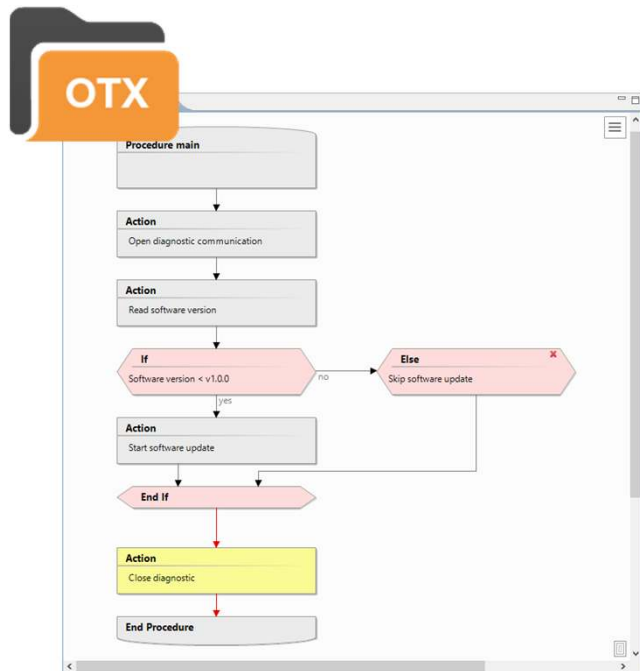 OTX
Procedure main
Action
Open diagnostic communication
Action
Read software version
If
Software version < v1.0.0
no
Else
Skip software update
yes
Action
Start software update
End If
Action
Close diagnostic
End Procedure